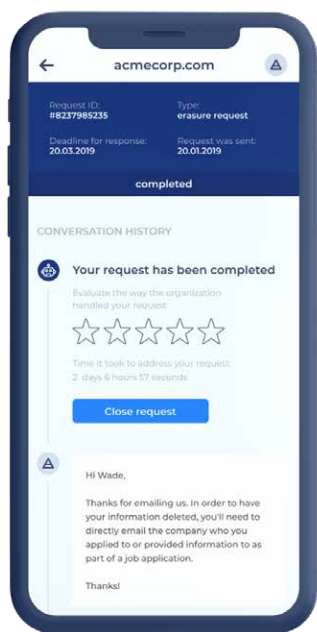 acmecorp.com
Request ID:
#8237985235
Type:
erasure request
Deadline for response:
20.03.2019
Request was sent:
20.01.2019
completed
CONVERSATION HISTORY
Your request has been completed
Evaluate the way the organization
handled your request:
Time it took to address your request:
2 days 6 hours 57 seconds
Close request
Hi Wade,
Thanks for emailing us. In order to have
your information deleted, you'll need to
directly email the company who you
applied to or provided information to as
part of a job application.
Thanks!